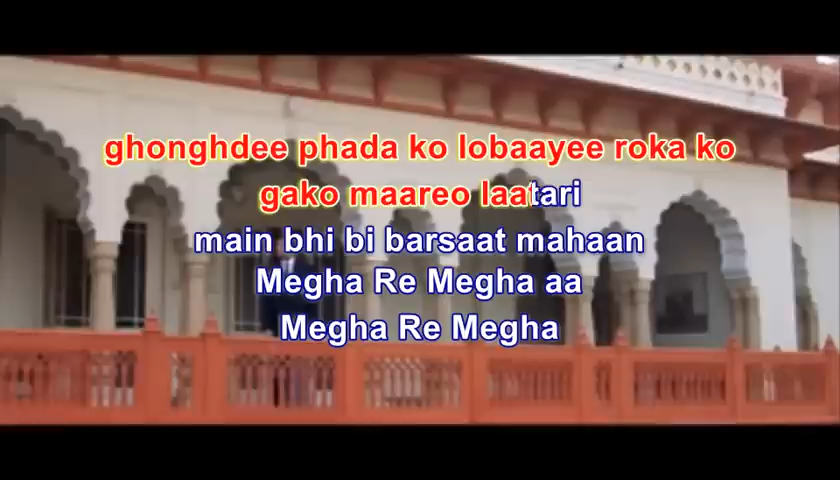 ghonghdee phada ko lobaayee roka ko
gako maareo laatari
main bhi bi barsaat mahaan
Megha Re Megha aa
Megha Re Megha